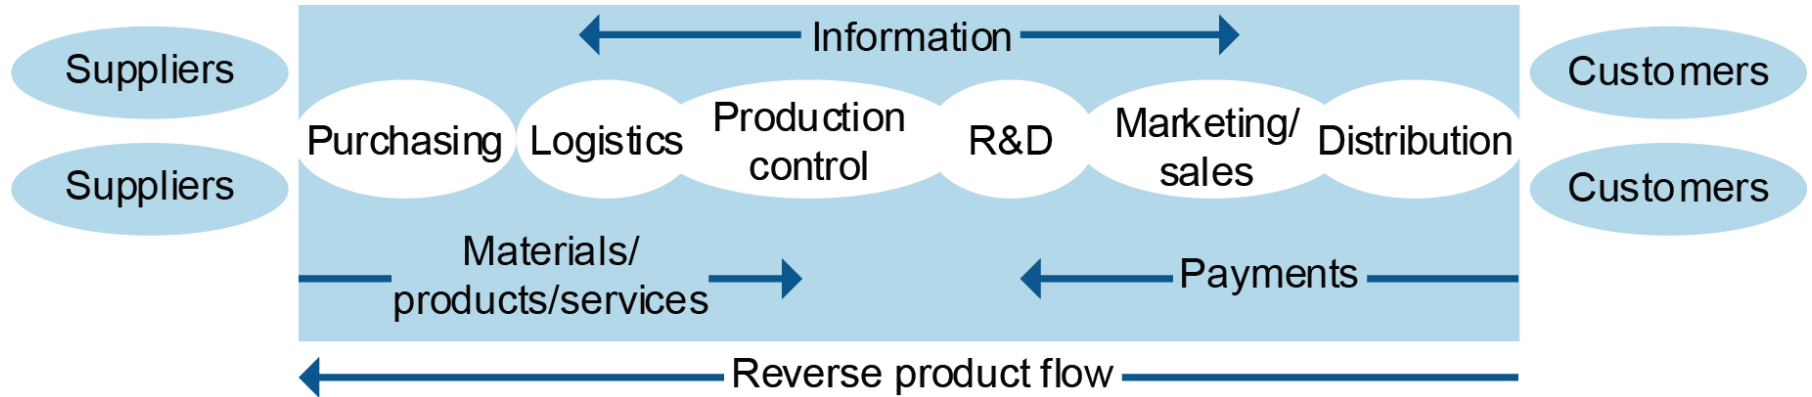 Information
Suppliers
Customers
Purchasing
Logistics
Production
control
R&D
Marketing/
sales
Distribution
Suppliers
Customers
Materials/
products/services
Payments
Reverse product flow